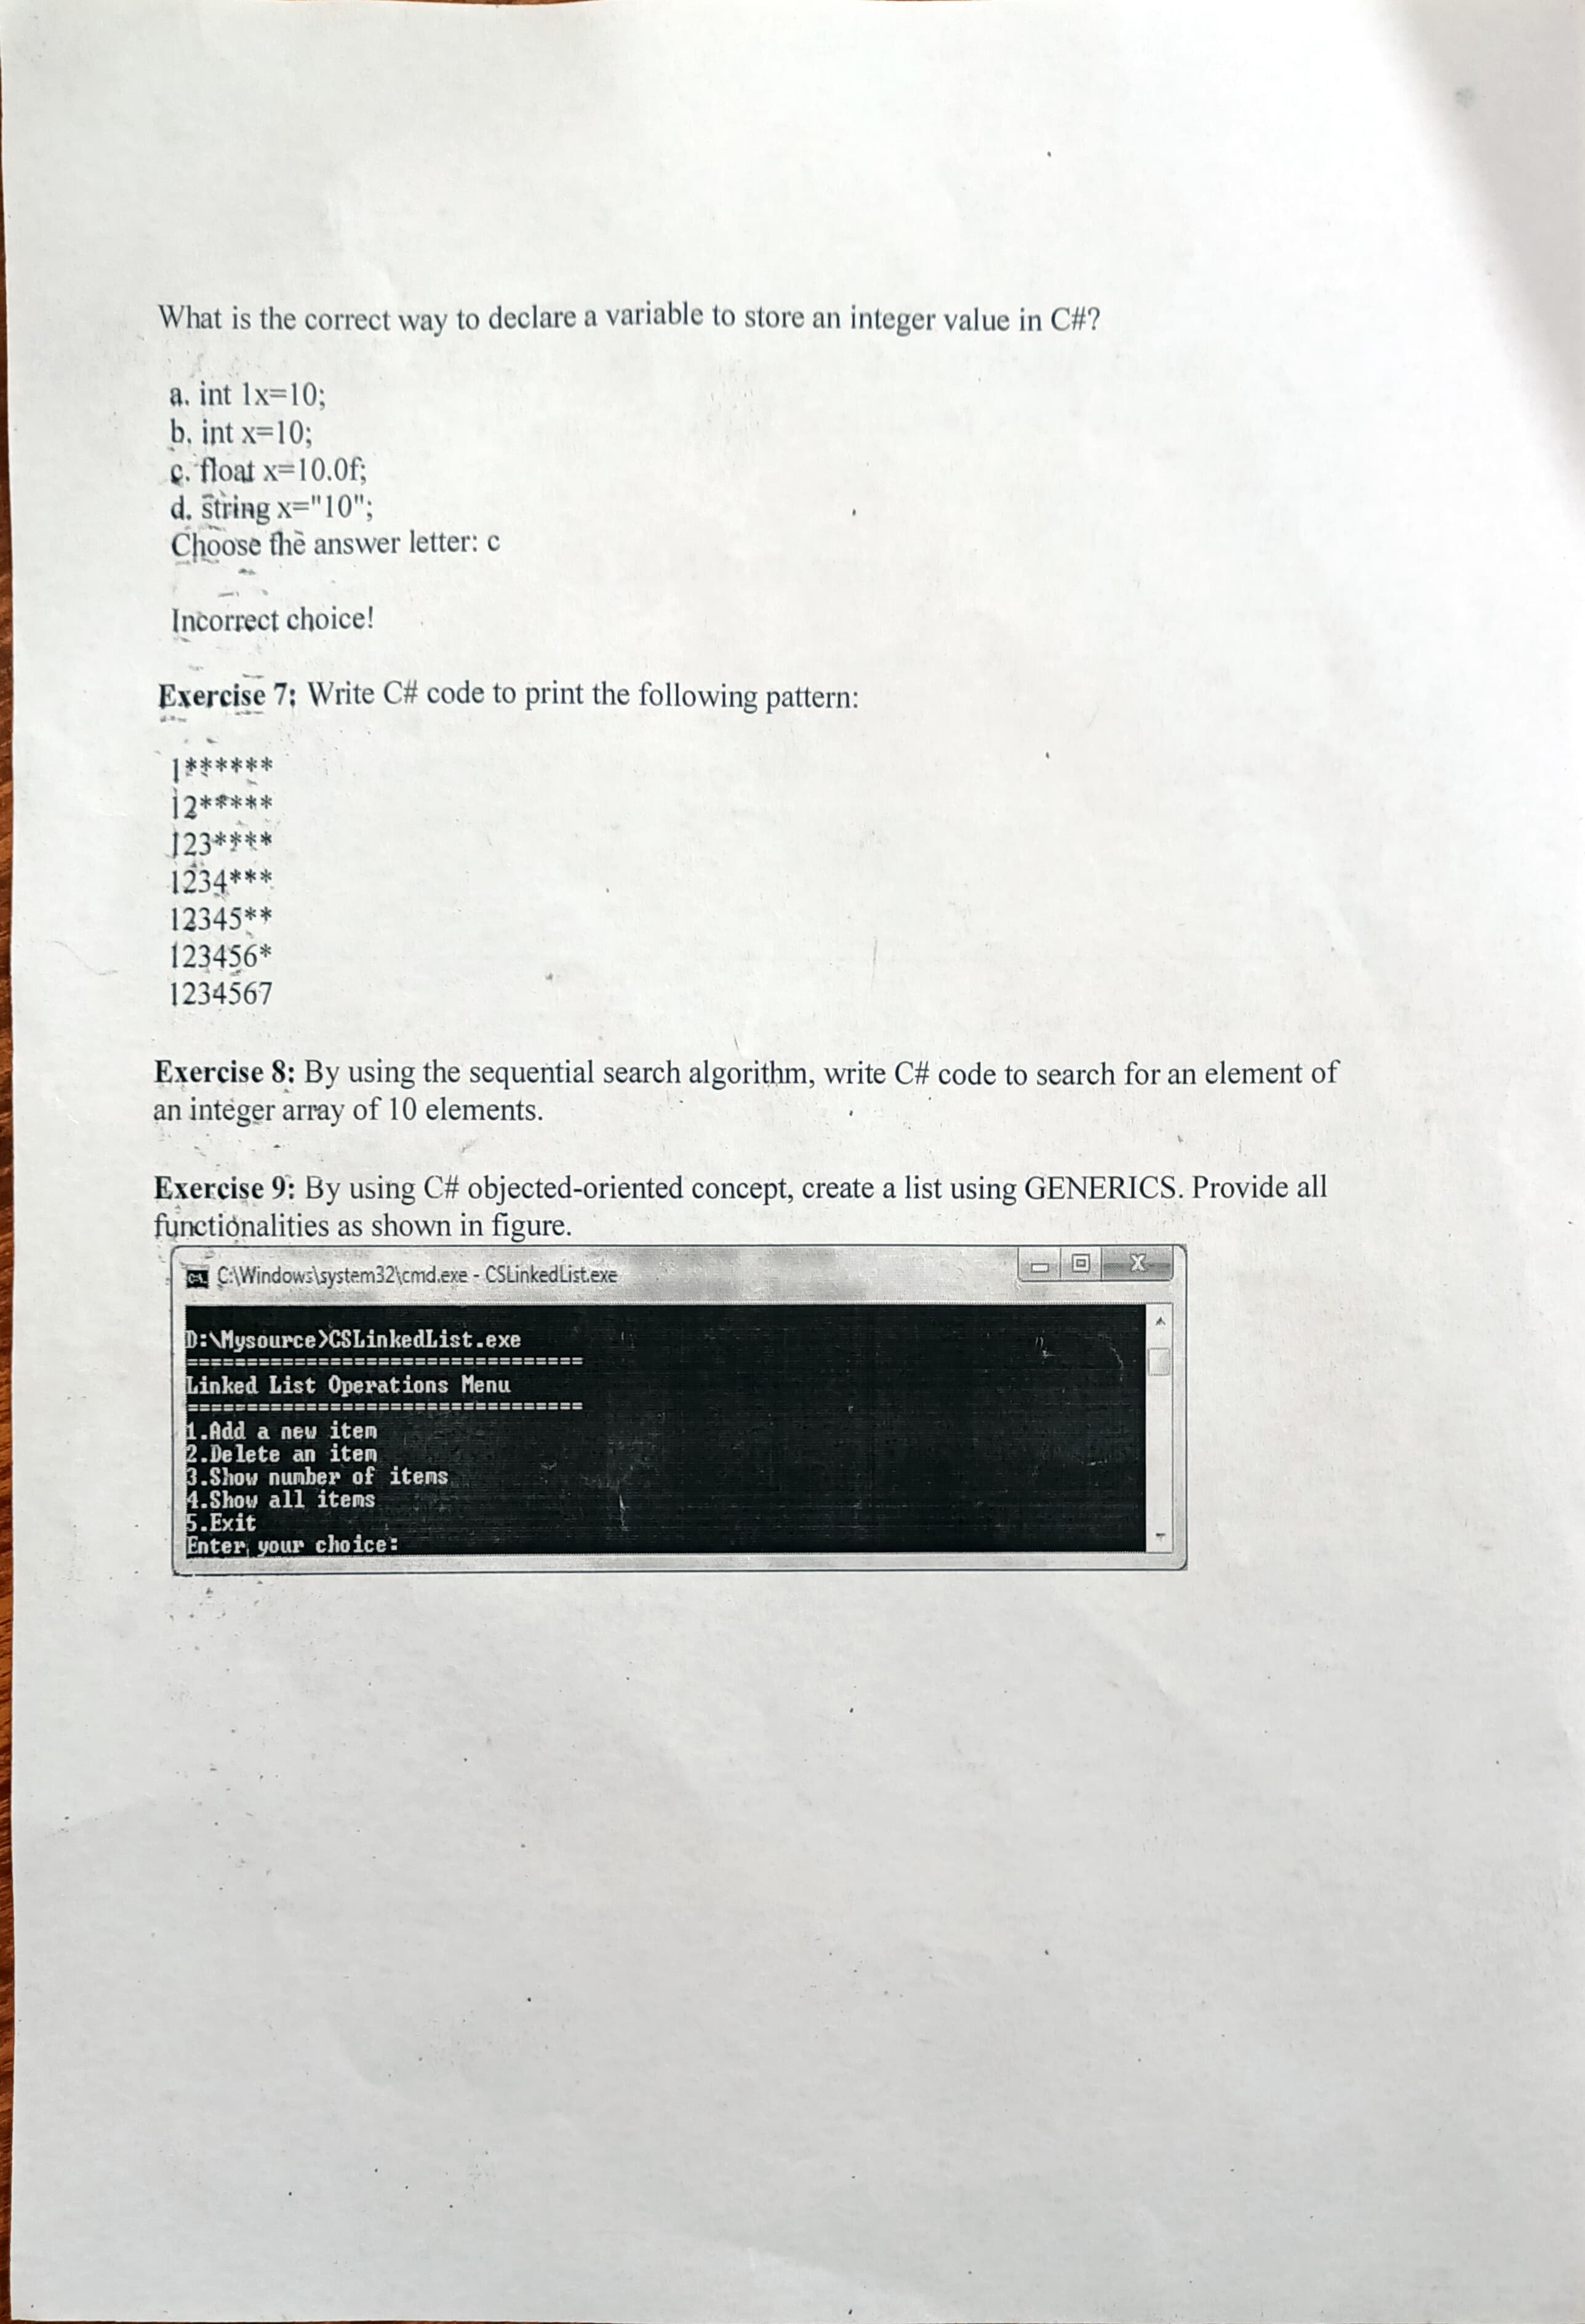 What is the correct way to declare a variable to store an integer value in C#?
a. int 1x=10;
b. int x=10;
c. float x=10.0f;
d. string x="10";
Choose the answer letter: c
Incorrect choice!
Exercise 7: Write C# code to print the following pattern:
1******
12*****
123****
1234***
12345**
123456*
1234567
Exercise 8: By using the sequential search algorithm, write C# code to search for an element of
an integer array of 10 elements.
Exercise 9: By using C# objected-oriented concept, create a list using GENERICS. Provide all
functionalities as shown in figure.
C:\Windows\system32\cmd.exe - CSLinkedList.exe
D:\Mysource>CSLinkedList.exe
=================================
Linked List Operations Menu
=================================
1.Add a new item
2.Delete an item
3.Show number of items
4.Show all items
5.Exit
Enter your choice: